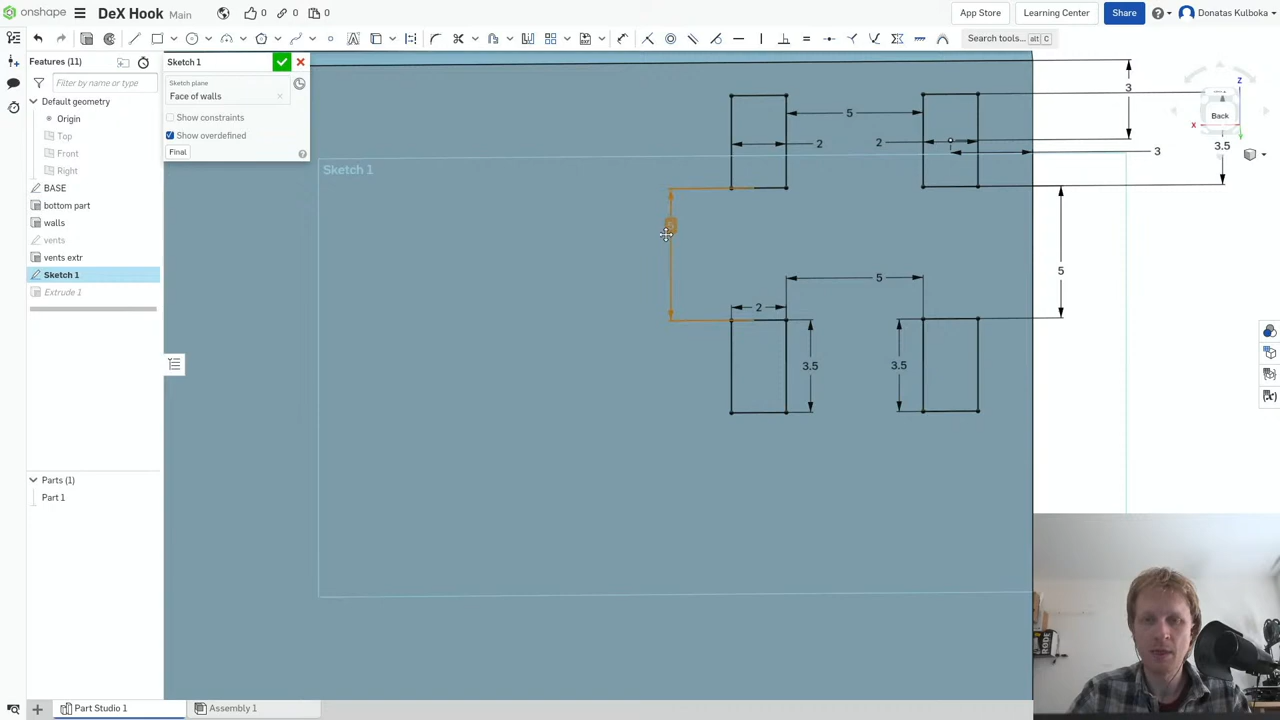 onshape
DeX Hook Main
0
0
0
App Store
Learning Center
Share
Donatas Kulboka
Search tools...
alt C
Features (11)
Filter by name or type
Default geometry
Origin
Top
Front
Right
BASE
bottom part
walls
vents
vents extr
Sketch 1
Extrude 1
Parts (1)
Part 1
Sketch 1
Sketch plane
Face of walls
Show constraints
Show overdefined
Final
Sketch 1
5
2
2
3
3
3.5
5
5
2
3.5
3.5
Z
X
Back
RØDE
Part Studio 1
Assembly 1